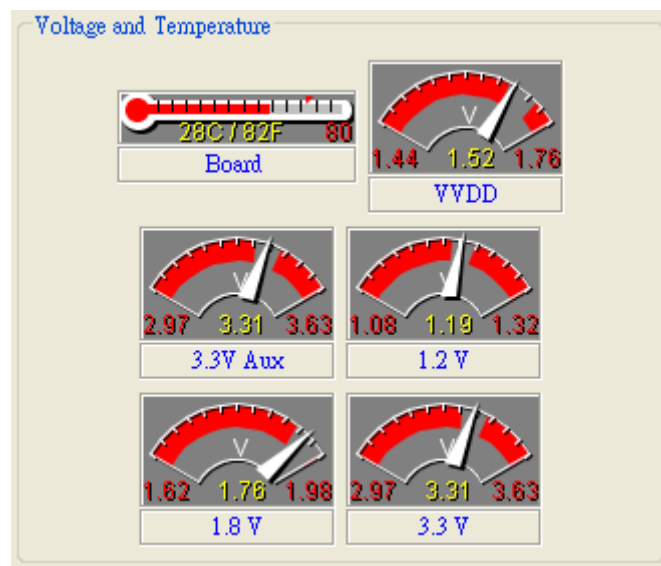 Voltage and Temperature
28C / 82F 80
Board
V
1.44 1.52 1.76
VVDD
V
2.97 3.31 3.63
3.3V Aux
V
1.08 1.19 1.32
1.2 V
V
1.62 1.76 1.98
1.8 V
V
2.97 3.31 3.63
3.3 V